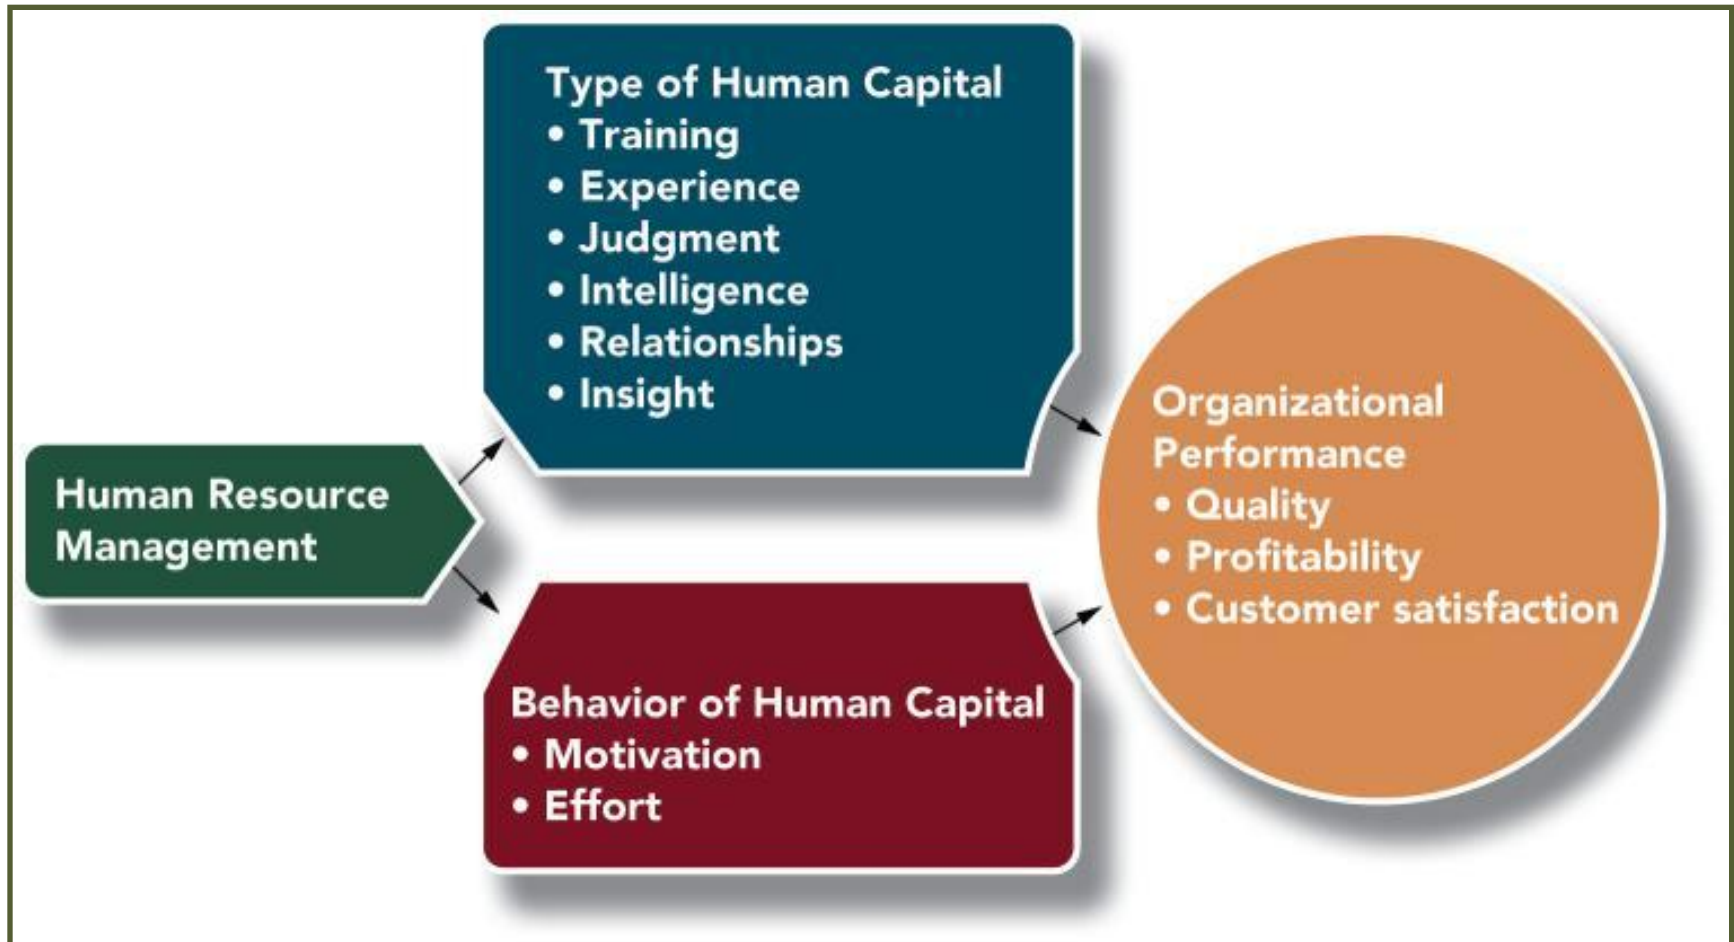 Type of Human Capital
• Training
• Experience
• Judgment
• Intelligence
• Relationships
• Insight
Human Resource
Management
Behavior of Human Capital
• Motivation
• Effort
Organizational
Performance
• Quality
• Profitability
• Customer satisfaction